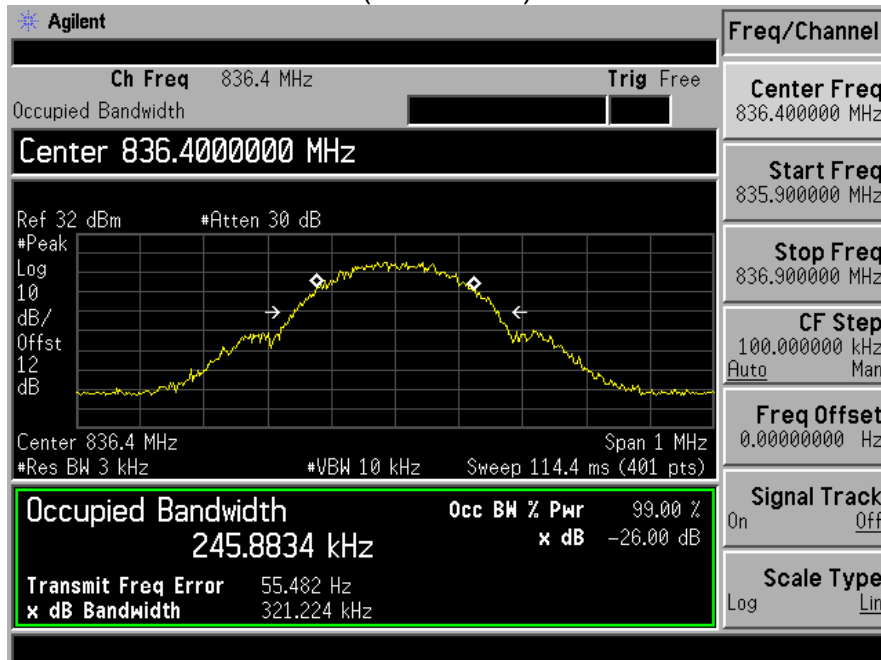 Agilent
Ch Freq 836.4 MHz Trig Free
Occupied Bandwidth
Center 836.4000000 MHz
Ref 32 dBm #Atten 30 dB
#Peak
Log
10
dB/
Offst
12
dB
Center 836.4 MHz Span 1 MHz
#Res BW 3 kHz #VBW 10 kHz Sweep 114.4 ms (401 pts)
Occupied Bandwidth
245.8834 kHz
Occ BW % Pwr 99.00 %
x dB -26.00 dB
Transmit Freq Error 55.482 Hz
x dB Bandwidth 321.224 kHz
Freq/Channel
Center Freq
836.400000 MHz
Start Freq
835.900000 MHz
Stop Freq
836.900000 MHz
CF Step
100.000000 kHz
Auto Man
Freq Offset
0.00000000 Hz
Signal Track
On Off
Scale Type
Log Lin